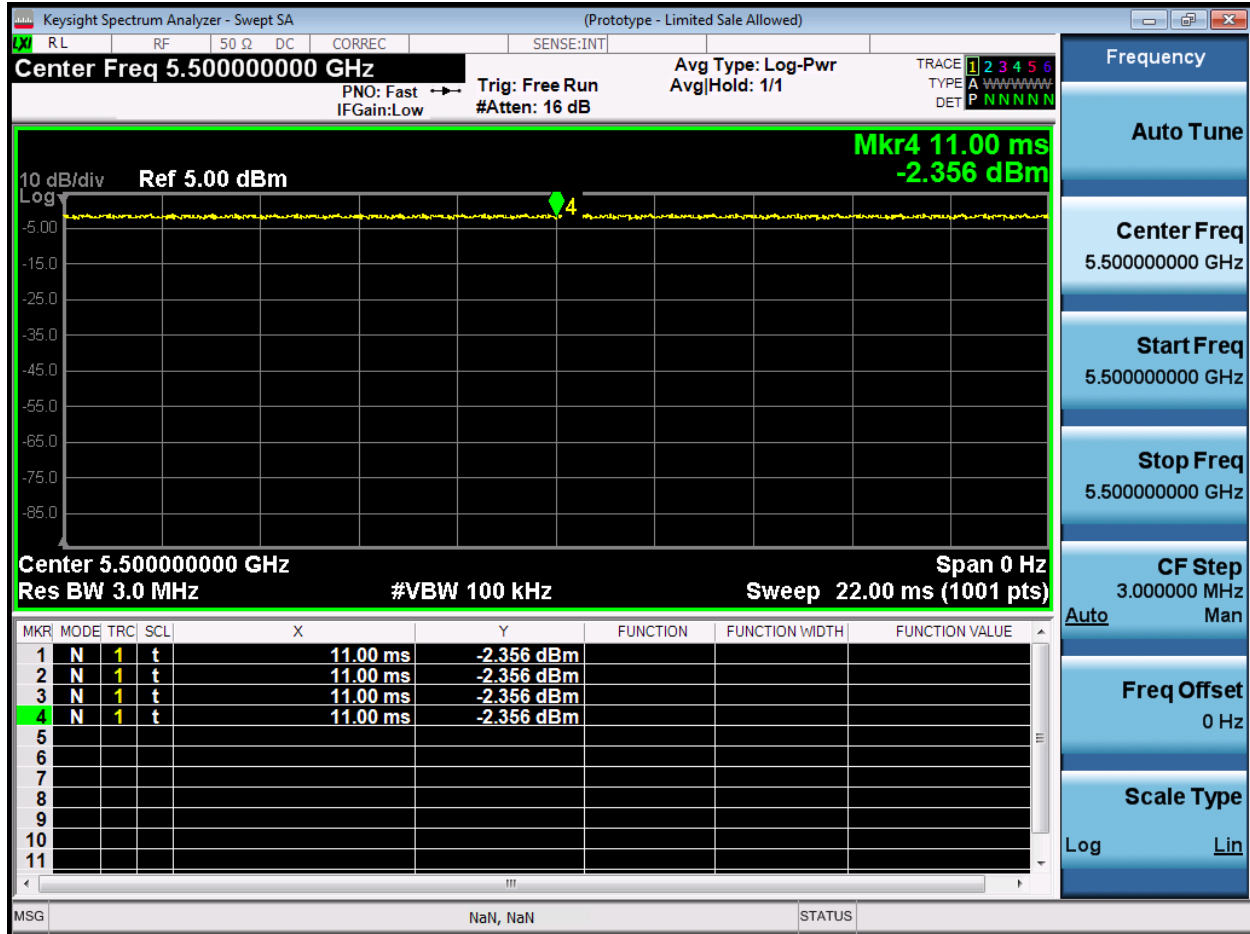 Keysight Spectrum Analyzer - Swept SA
(Prototype - Limited Sale Allowed)
LXI RL RF 50 Ω DC CORREC SENSE:INT
Center Freq 5.500000000 GHz
PNO: Fast
IFGain:Low
Trig: Free Run
#Atten: 16 dB
Avg Type: Log-Pwr
Avg|Hold: 1/1
TRACE 1 2 3 4 5 6
TYPE A WWWWW
DET P N N N N N
Mkr4 11.00 ms
-2.356 dBm
10 dB/div Ref 5.00 dBm
Log
4
-5.00
-15.0
-25.0
-35.0
-45.0
-55.0
-65.0
-75.0
-85.0
Center 5.500000000 GHz Span 0 Hz
Res BW 3.0 MHz #VBW 100 kHz Sweep 22.00 ms (1001 pts)
MKR MODE TRC SCL X Y FUNCTION FUNCTION WIDTH FUNCTION VALUE
1 N 1 t 11.00 ms -2.356 dBm
2 N 1 t 11.00 ms -2.356 dBm
3 N 1 t 11.00 ms -2.356 dBm
4 N 1 t 11.00 ms -2.356 dBm
5
6
7
8
9
10
11
MSG NaN, NaN STATUS
Frequency
Auto Tune
Center Freq
5.500000000 GHz
Start Freq
5.500000000 GHz
Stop Freq
5.500000000 GHz
CF Step
3.000000 MHz
Auto Man
Freq Offset
0 Hz
Scale Type
Log Lin